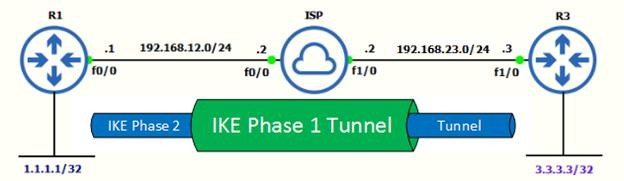 R1 ISP R3
.1 192.168.12.0/24 .2 .2 192.168.23.0/24 .3
f0/0 f0/0 f1/0 f1/0
IKE Phase 2 IKE Phase 1 Tunnel Tunnel
1.1.1.1/32 3.3.3.3/32